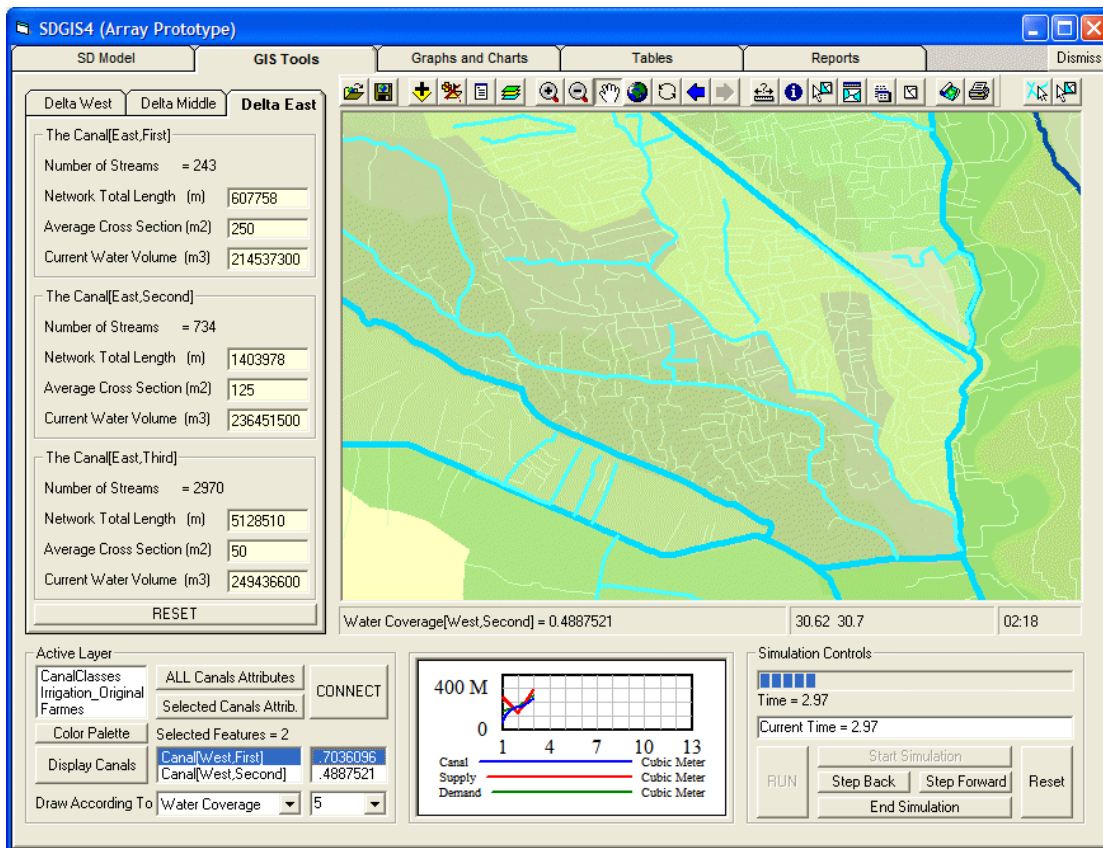 SDGIS4 (Array Prototype)
SD Model
GIS Tools
Graphs and Charts
Tables
Reports
Dismiss
Delta West
Delta Middle
Delta East
The Canal[East,First]
Number of Streams = 243
Network Total Length (m) 607758
Average Cross Section (m2) 250
Current Water Volume (m3) 214537300
The Canal[East,Second]
Number of Streams = 734
Network Total Length (m) 1403978
Average Cross Section (m2) 125
Current Water Volume (m3) 236451500
The Canal[East,Third]
Number of Streams = 2970
Network Total Length (m) 5128510
Average Cross Section (m2) 50
Current Water Volume (m3) 249436600
RESET
Water Coverage[West,Second] = 0.4887521
30.62 30.7
02:18
Active Layer
CanalClasses
Irrigation_Original
Farmes
ALL Canals Attributes
Selected Canals Attrib.
CONNECT
Color Palette
Selected Features = 2
Display Canals
Canal[West,First] .7036096
Canal[West,Second] .4887521
Draw According To Water Coverage 5
400 M
0
1 4 7 10 13
Canal Cubic Meter
Supply Cubic Meter
Demand Cubic Meter
Simulation Controls
Time = 2.97
Current Time = 2.97
RUN
Start Simulation
Step Back
Step Forward
End Simulation
Reset